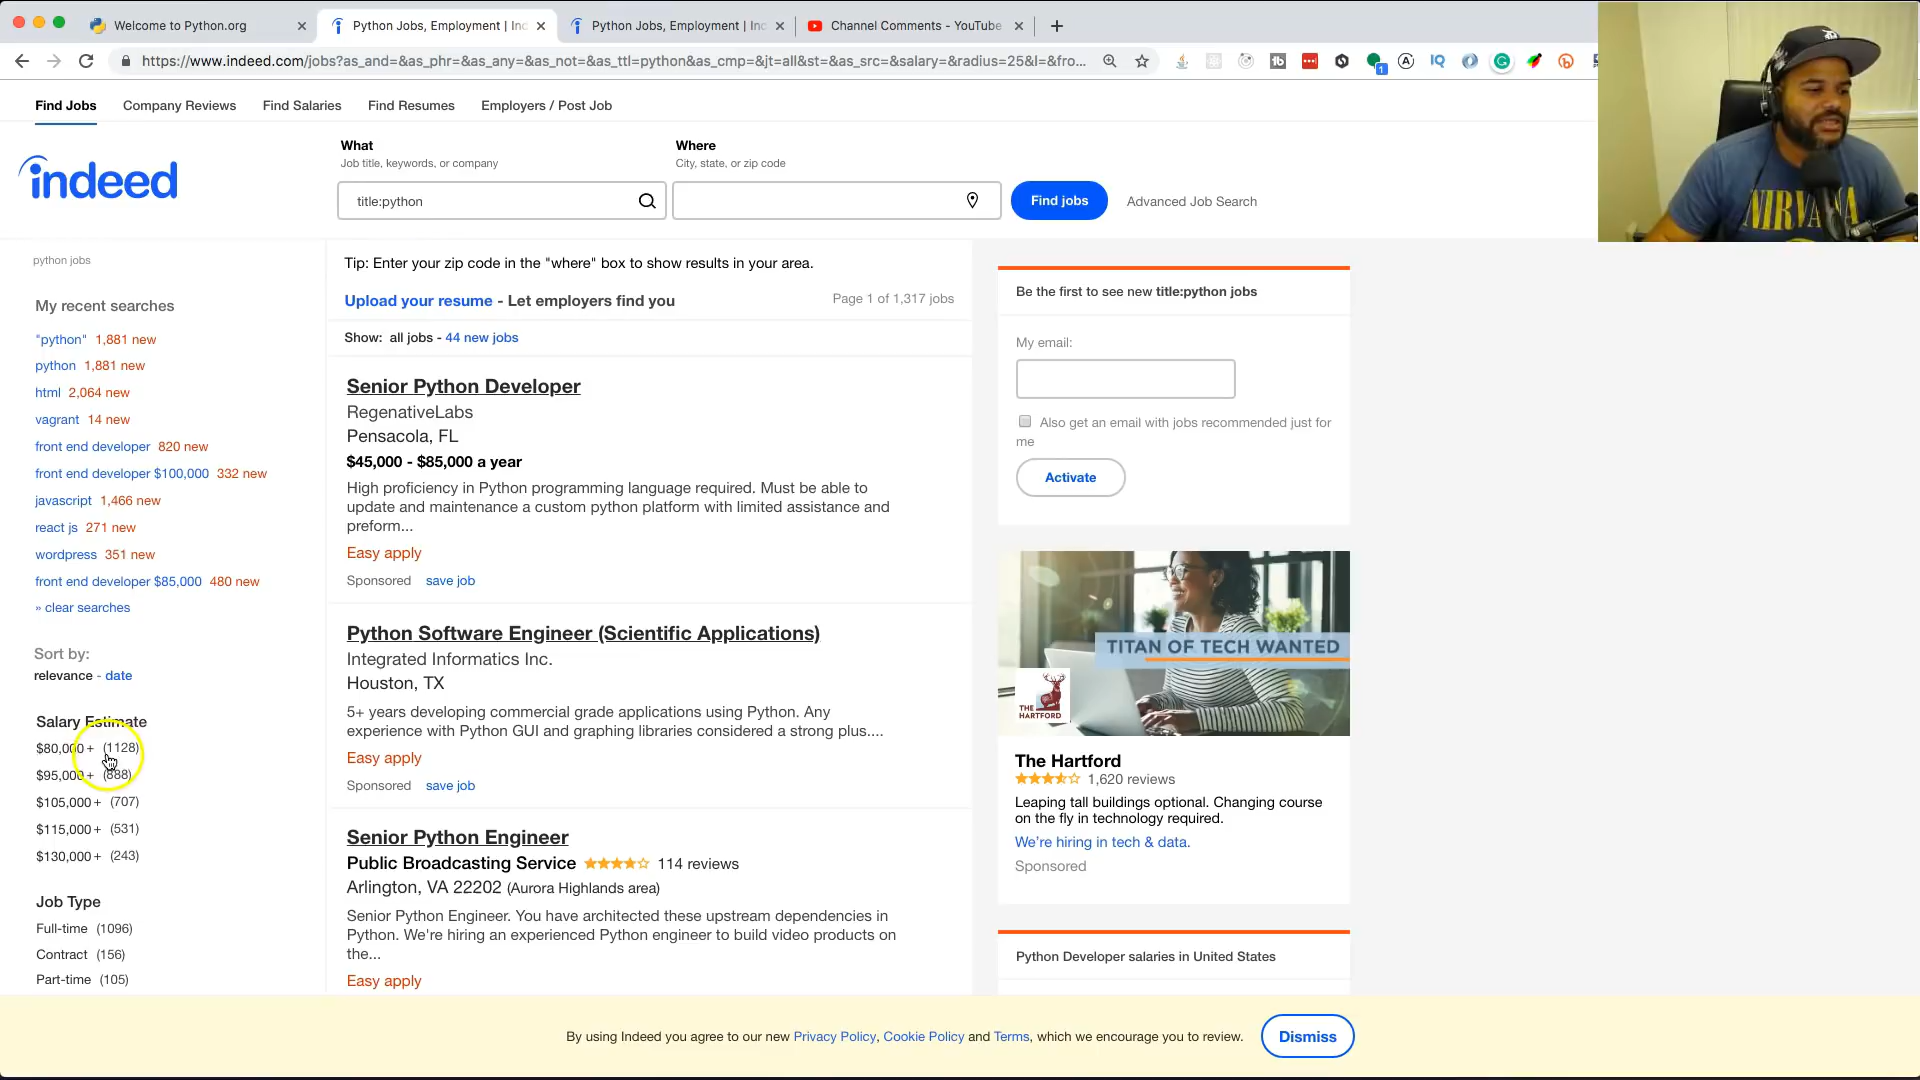 Welcome to Python.org
Python Jobs, Employment | Inc
Python Jobs, Employment | Inc
Channel Comments - YouTube
https://www.indeed.com/jobs?as_and=&as_phr=&as_any=&as_not=&as_ttl=python&as_cmp=&jt=all&st=&as_src=&salary=&radius=25&l=&fro...
Find Jobs
Company Reviews
Find Salaries
Find Resumes
Employers / Post Job
indeed
What
Job title, keywords, or company
title:python
Where
City, state, or zip code
Find jobs
Advanced Job Search
NIRVANA
python jobs
My recent searches
"python" 1,881 new
python 1,881 new
html 2,064 new
vagrant 14 new
front end developer 820 new
front end developer $100,000 332 new
javascript 1,466 new
react js 271 new
wordpress 351 new
front end developer $85,000 480 new
» clear searches
Sort by:
relevance - date
Salary Estimate
$80,000+ (1128)
$95,000+ (888)
$105,000+ (707)
$115,000+ (531)
$130,000+ (243)
Job Type
Full-time (1096)
Contract (156)
Part-time (105)
Tip: Enter your zip code in the "where" box to show results in your area.
Upload your resume - Let employers find you
Page 1 of 1,317 jobs
Show: all jobs - 44 new jobs
Senior Python Developer
RegenativeLabs
Pensacola, FL
$45,000 - $85,000 a year
High proficiency in Python programming language required. Must be able to
update and maintenance a custom python platform with limited assistance and
preform...
Easy apply
Sponsored save job
Python Software Engineer (Scientific Applications)
Integrated Informatics Inc.
Houston, TX
5+ years developing commercial grade applications using Python. Any
experience with Python GUI and graphing libraries considered a strong plus....
Easy apply
Sponsored save job
Senior Python Engineer
Public Broadcasting Service 114 reviews
Arlington, VA 22202 (Aurora Highlands area)
Senior Python Engineer. You have architected these upstream dependencies in
Python. We're hiring an experienced Python engineer to build video products on
the...
Easy apply
Be the first to see new title:python jobs
My email:
Also get an email with jobs recommended just for
me
Activate
TITAN OF TECH WANTED
THE
HARTFORD
The Hartford
1,620 reviews
Leaping tall buildings optional. Changing course
on the fly in technology required.
We're hiring in tech & data.
Sponsored
Python Developer salaries in United States
By using Indeed you agree to our new Privacy Policy, Cookie Policy and Terms, which we encourage you to review.
Dismiss